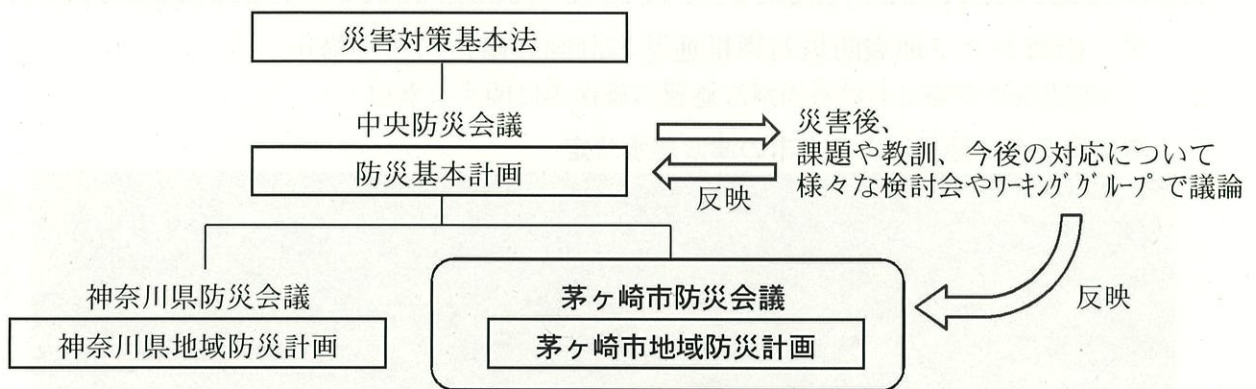 災害対策基本法
中央防災会議
防災基本計画
反映
災害後、
課題や教訓、今後の対応について
様々な検討会やﾜｰｷﾝｸﾞｸﾞﾙｰﾌﾟで議論
反映
神奈川県防災会議
神奈川県地域防災計画
茅ヶ崎市防災会議
茅ヶ崎市地域防災計画